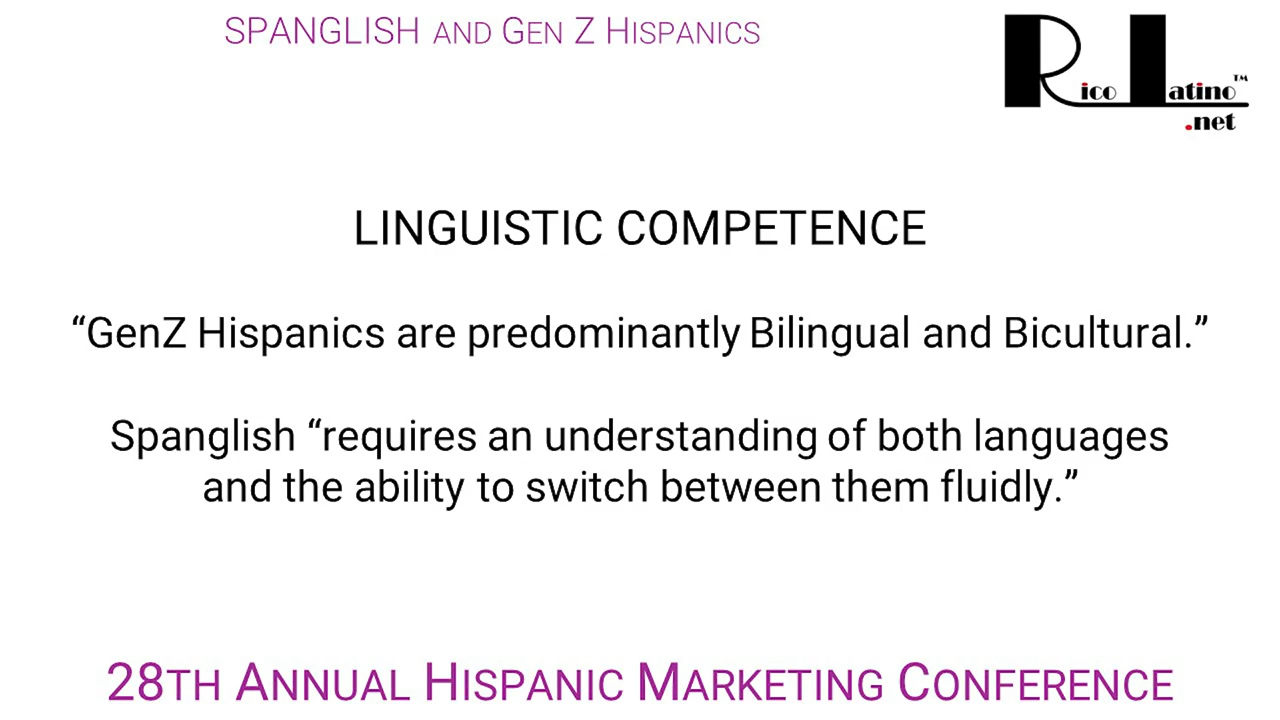 SPANGLISH AND GEN Z HISPANICS
Rico Latino™
.net
LINGUISTIC COMPETENCE
“GenZ Hispanics are predominantly Bilingual and Bicultural.”
Spanglish “requires an understanding of both languages
and the ability to switch between them fluidly.”
28TH ANNUAL HISPANIC MARKETING CONFERENCE